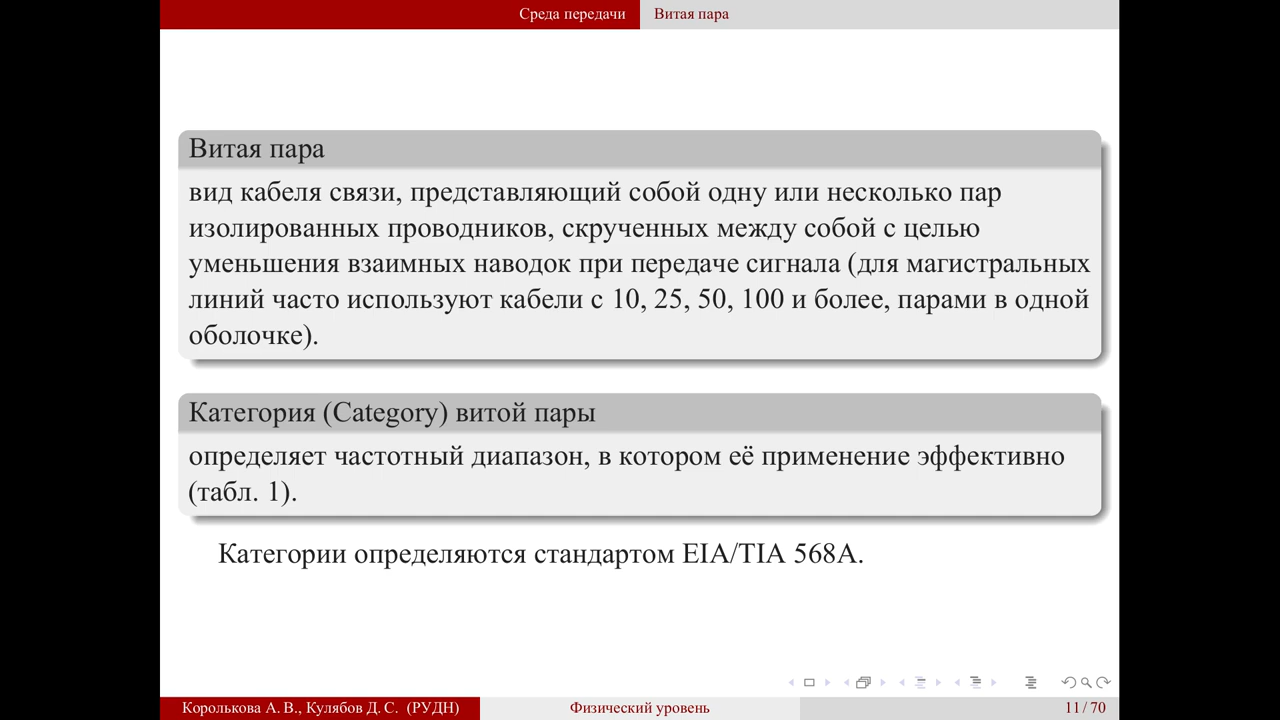 Среда передачи Витая пара
Витая пара
вид кабеля связи, представляющий собой одну или несколько пар
изолированных проводников, скрученных между собой с целью
уменьшения взаимных наводок при передаче сигнала (для магистральных
линий часто используют кабели с 10, 25, 50, 100 и более, парами в одной
оболочке).
Категория (Category) витой пары
определяет частотный диапазон, в котором её применение эффективно
(табл. 1).
Категории определяются стандартом EIA/TIA 568A.
Королькова А. В., Кулябов Д. С. (РУДН) Физический уровень 11 / 70